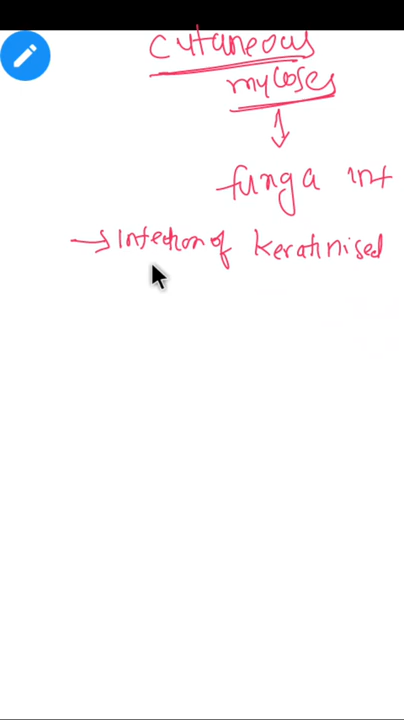 cutaneous
mycoses
funga int
→ Infection of keratinised